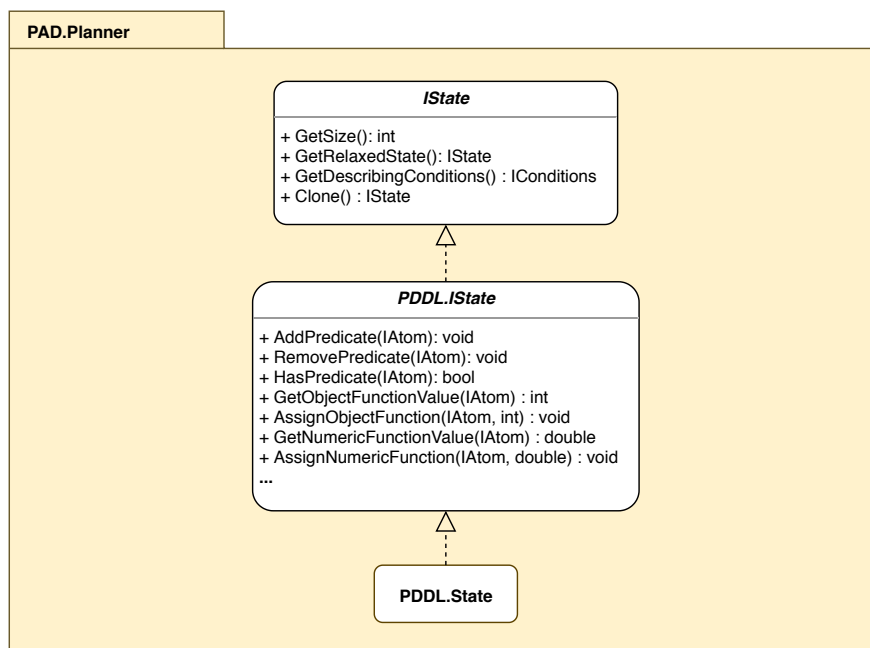 PAD.Planner
IState
+ GetSize(): int
+ GetRelaxedState(): IState
+ GetDescribingConditions() : IConditions
+ Clone() : IState
PDDL.IState
+ AddPredicate(IAtom): void
+ RemovePredicate(IAtom): void
+ HasPredicate(IAtom): bool
+ GetObjectFunctionValue(IAtom) : int
+ AssignObjectFunction(IAtom, int) : void
+ GetNumericFunctionValue(IAtom) : double
+ AssignNumericFunction(IAtom, double) : void
...
PDDL.State